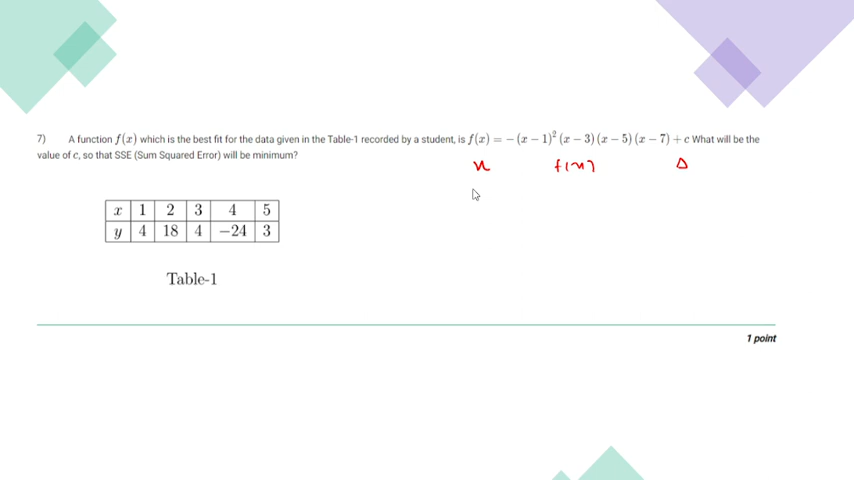 7) A function f(x) which is the best fit for the data given in the Table-1 recorded by a student, is f(x) = −(x − 1)² (x − 3) (x − 5) (x − 7) + c What will be the
value of c, so that SSE (Sum Squared Error) will be minimum?
x f(x) Δ
x 1 2 3 4 5
y 4 18 4 −24 3
Table-1
1 point